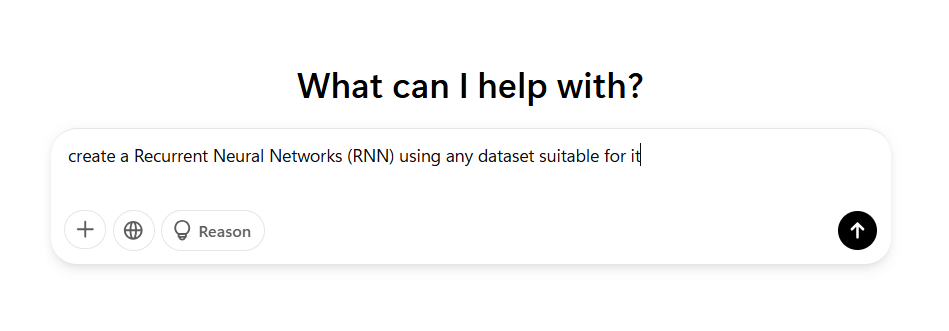 What can I help with?
create a Recurrent Neural Networks (RNN) using any dataset suitable for it
Reason